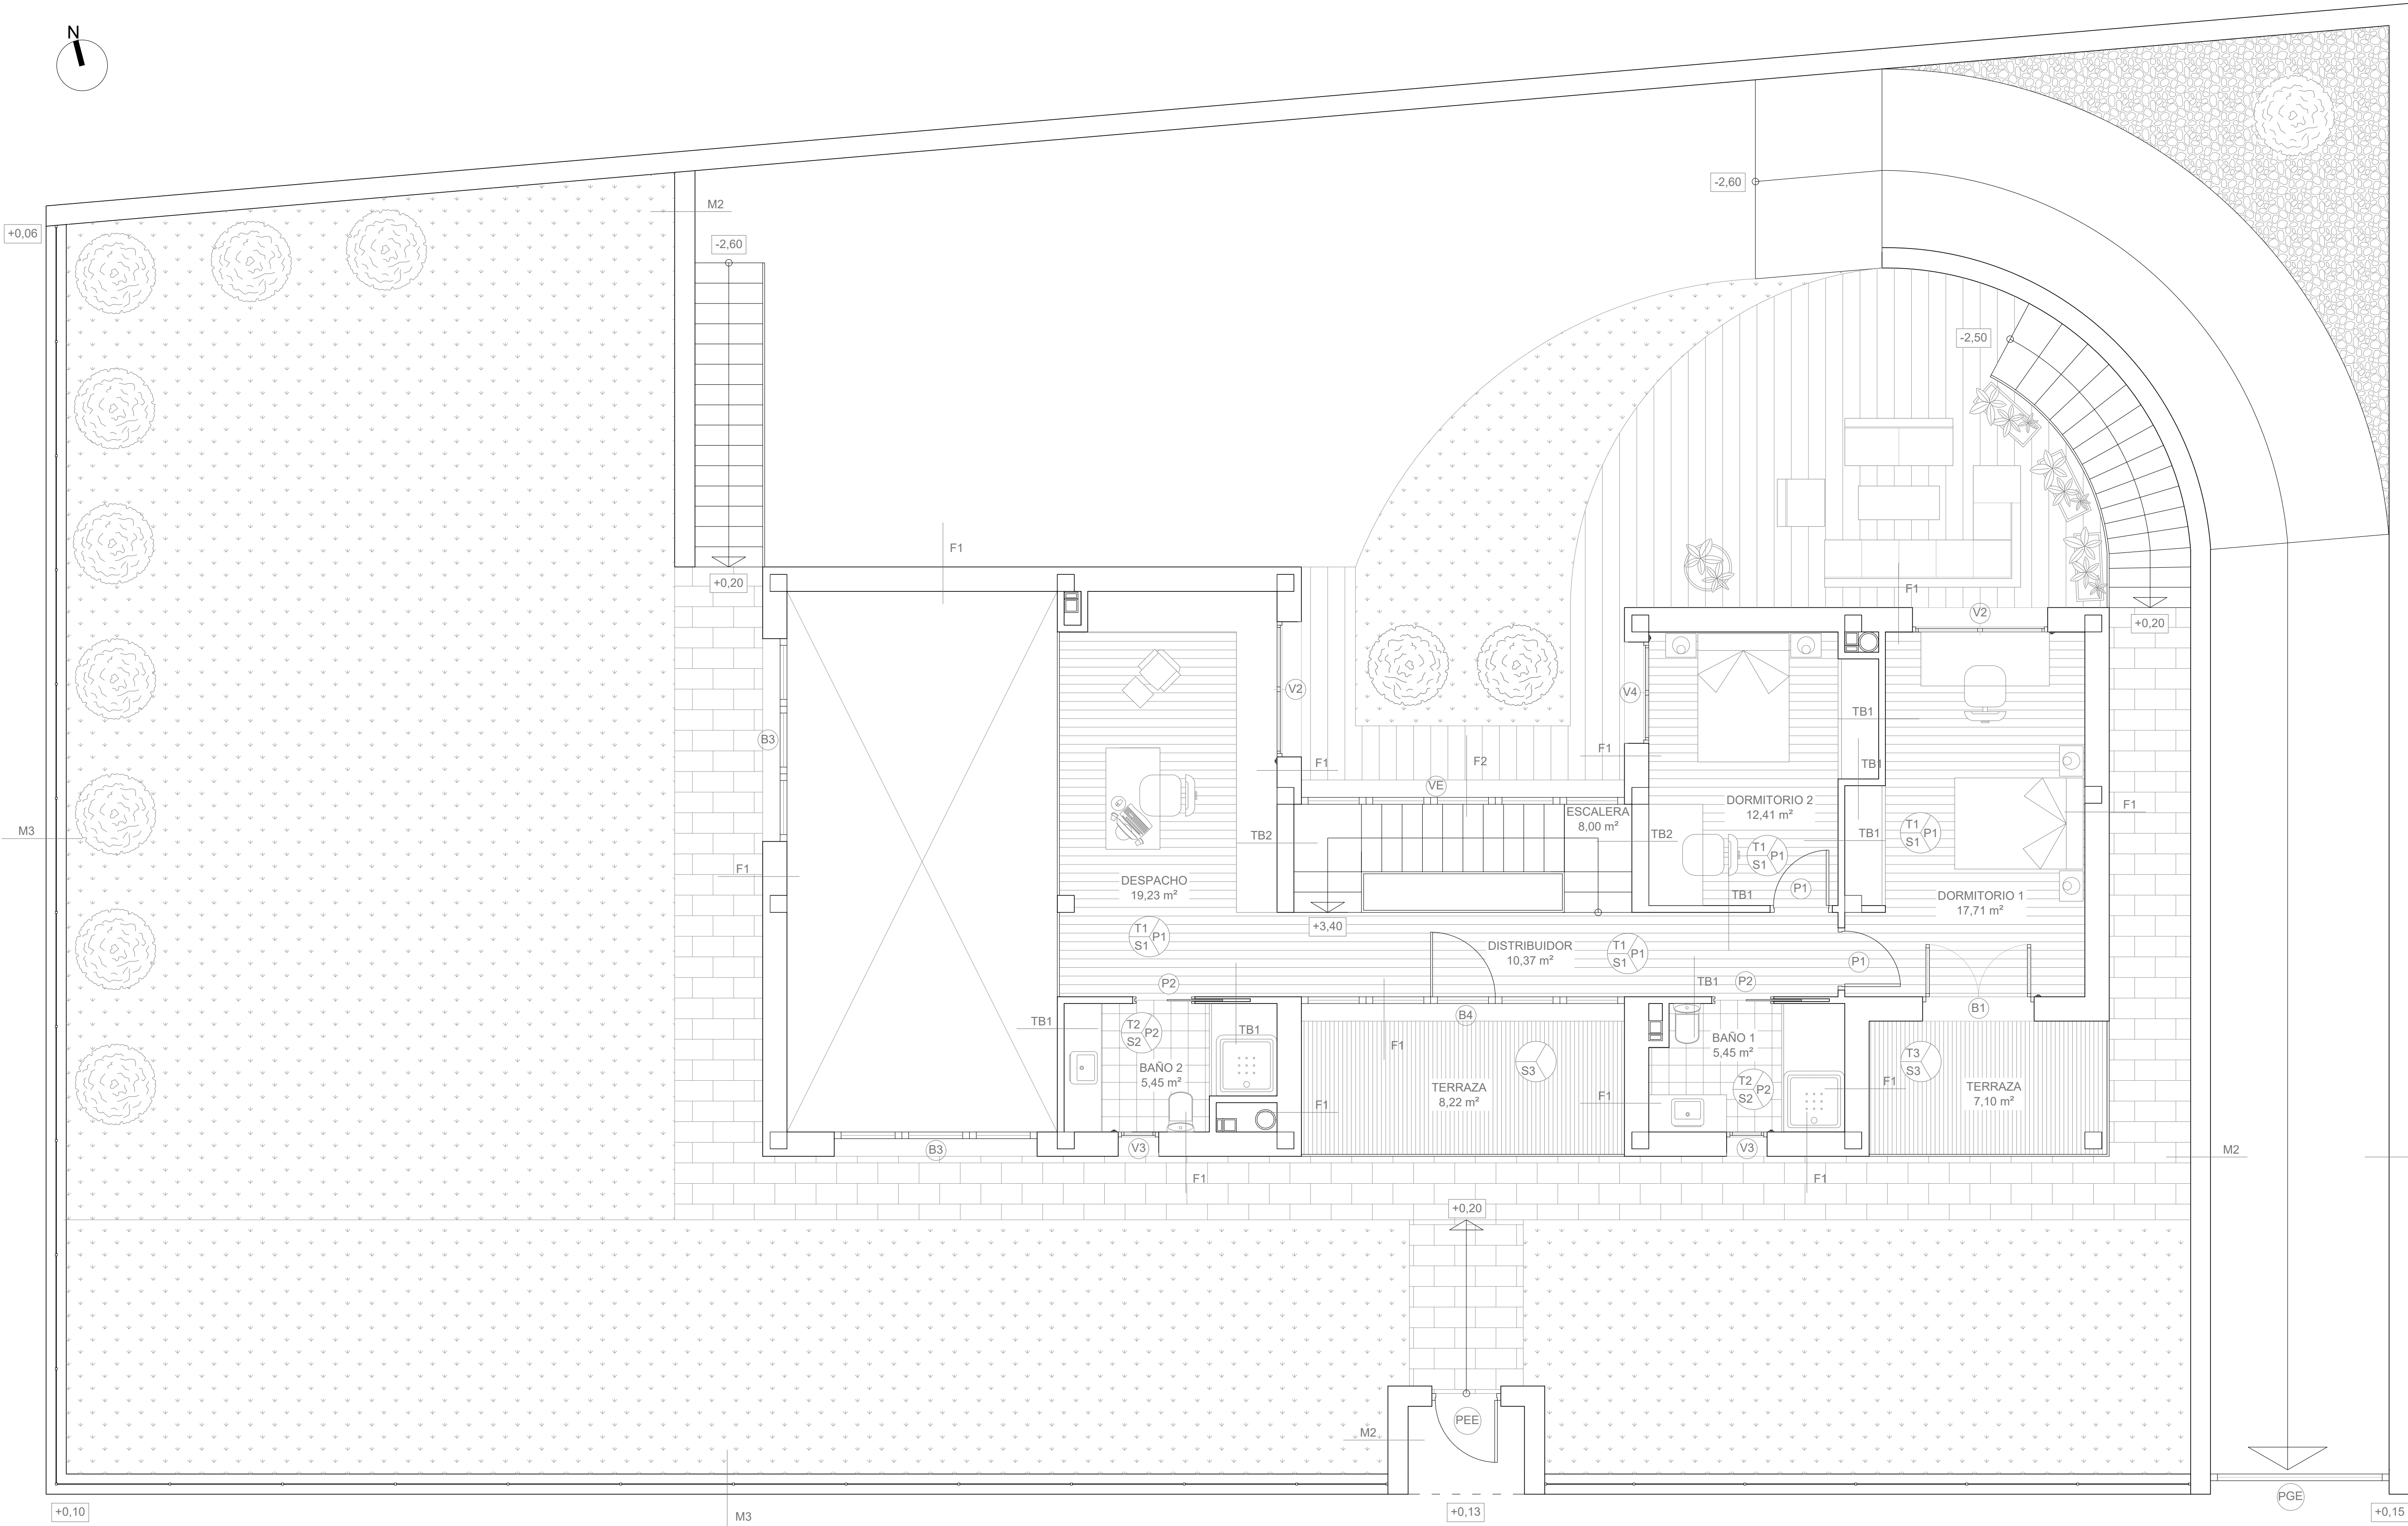 N
M2
-2,60
+0,06
-2,60
-2,50
F1
+0,20
F1
V2
+0,20
V2
V4
TB1
B3
F1
F2
F1
TB1
VE
ESCALERA
8,00 m²
DORMITORIO 2
12,41 m²
F1
M3
TB2
TB2
TB1
T1
S1
P1
T1
S1
P1
F1
DESPACHO
19,23 m²
TB1
P1
DORMITORIO 1
17,71 m²
+3,40
T1
S1
P1
DISTRIBUIDOR
10,37 m²
T1
S1
P1
P1
P2
TB1
P2
B4
B1
TB1
T2
S2
P2
TB1
F1
BAÑO 1
5,45 m²
BAÑO 2
5,45 m²
S3
T3
S3
TERRAZA
8,22 m²
T2
S2
P2
F1
TERRAZA
7,10 m²
F1
F1
B3
V3
V3
M2
F1
F1
+0,20
PEE
M2
PGE
+0,10
M3
+0,13
+0,15